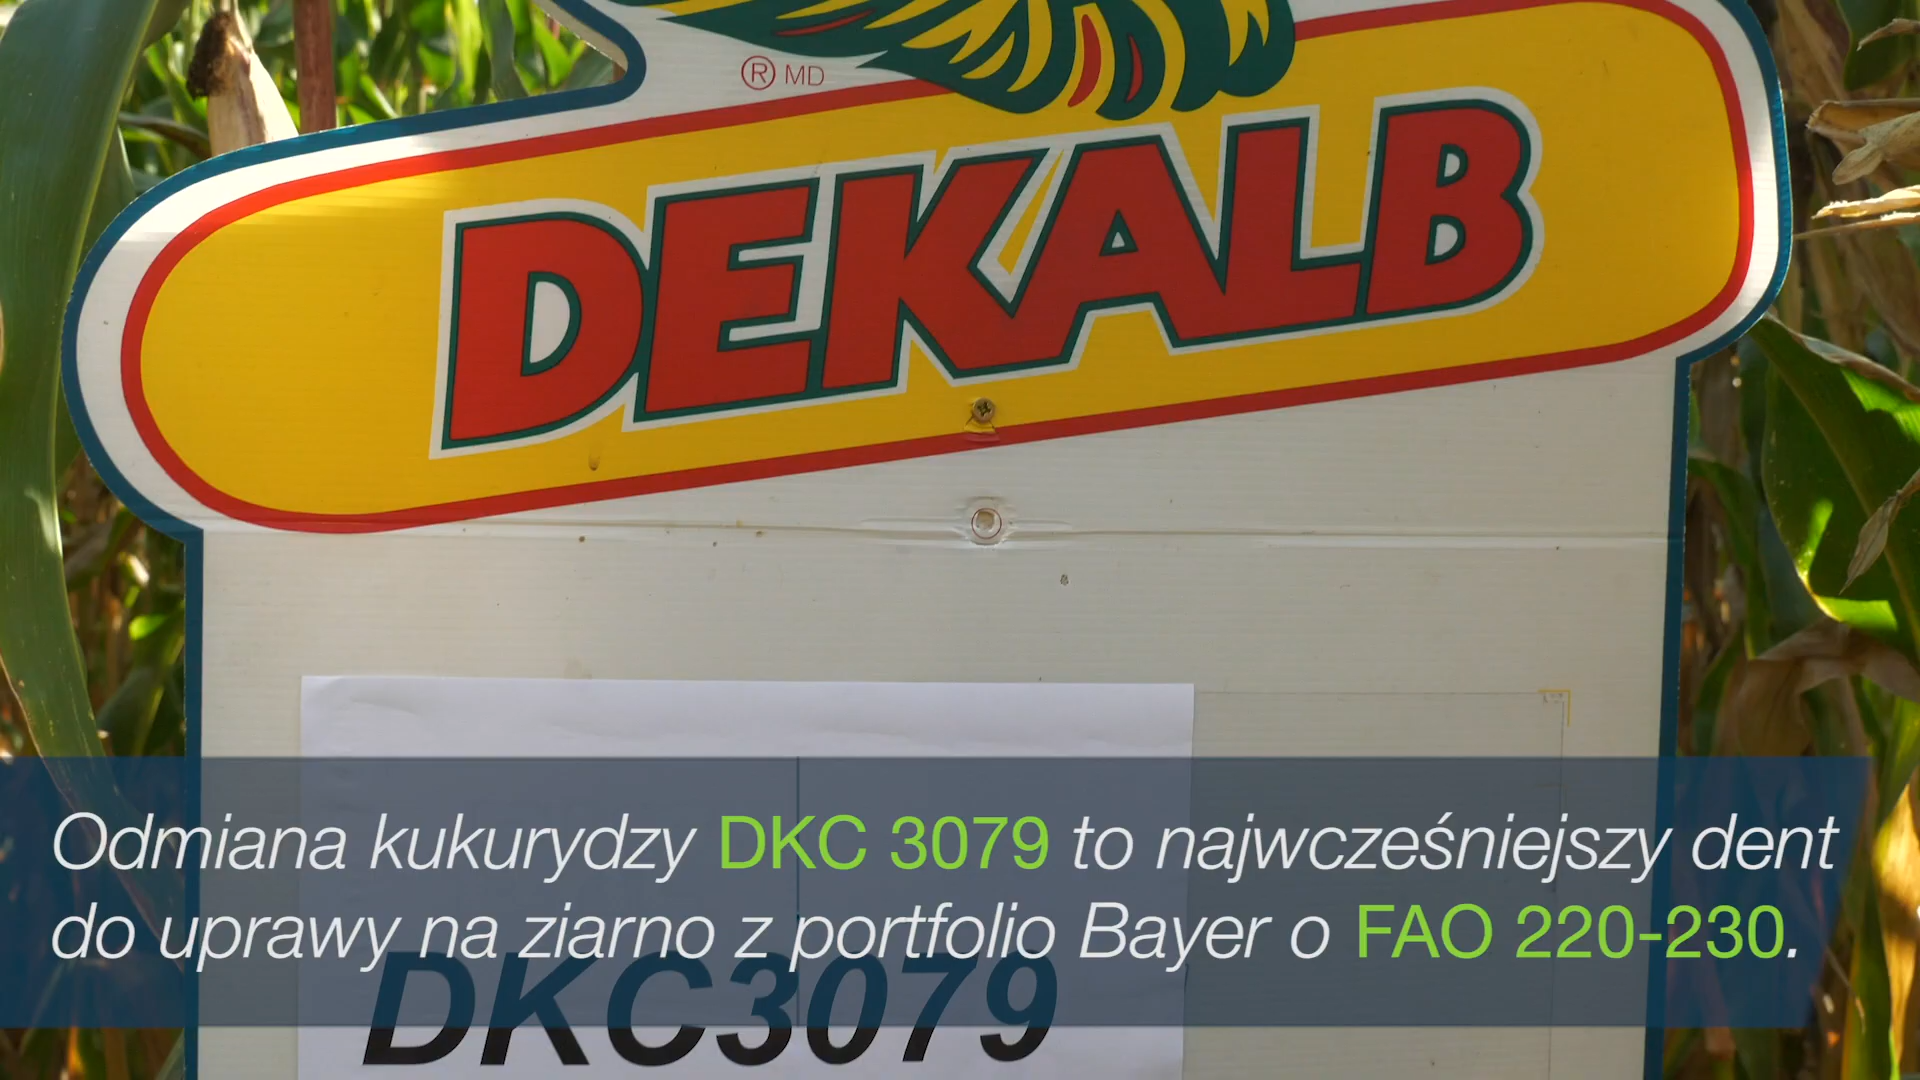 ® MD
DEKALB
Odmiana kukurydzy DKC 3079 to najwcześniejszy dent
do uprawy na ziarno z portfolio Bayer o FAO 220-230.
DKC3079